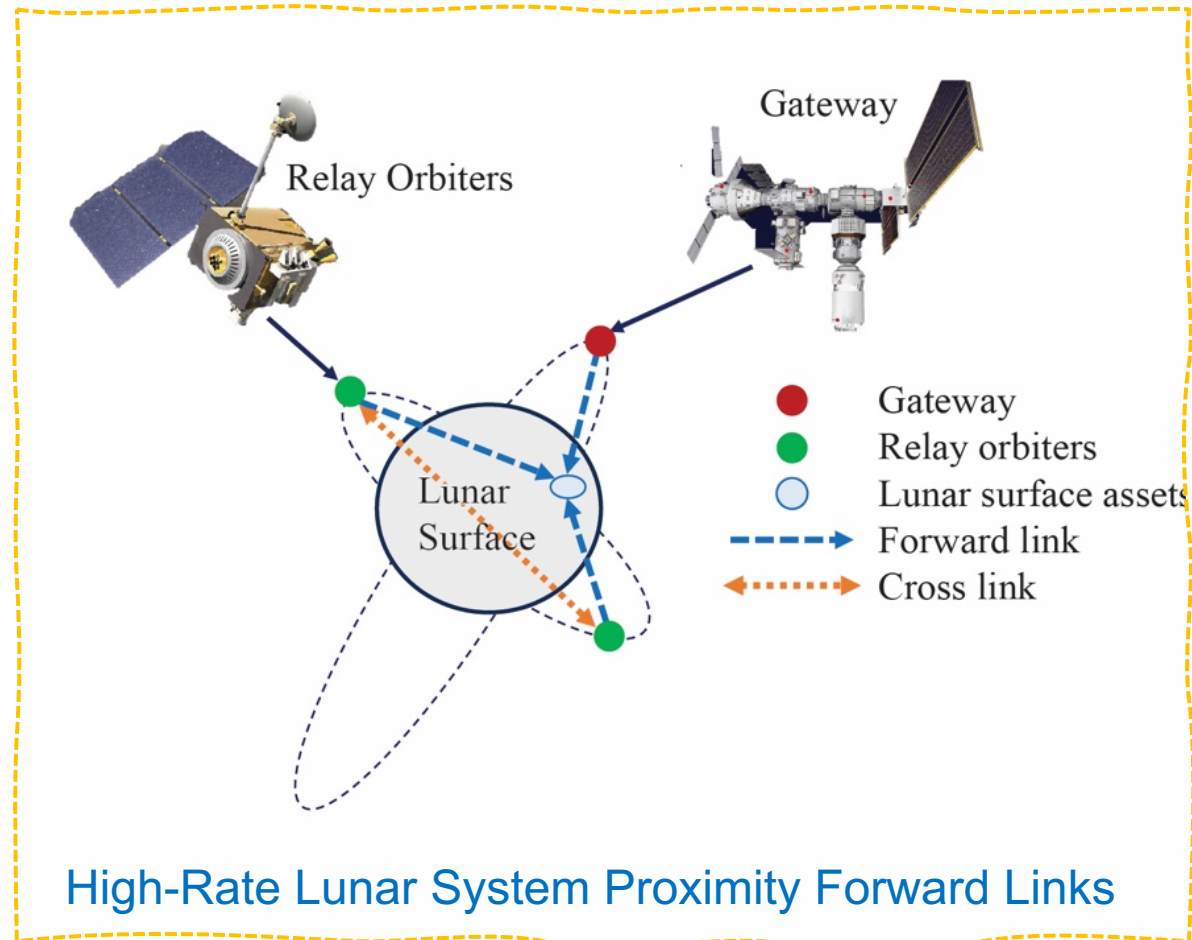 Gateway
Relay Orbiters
Gateway
Relay orbiters
Lunar surface assets
Forward link
Cross link
Lunar
Surface
High-Rate Lunar System Proximity Forward Links